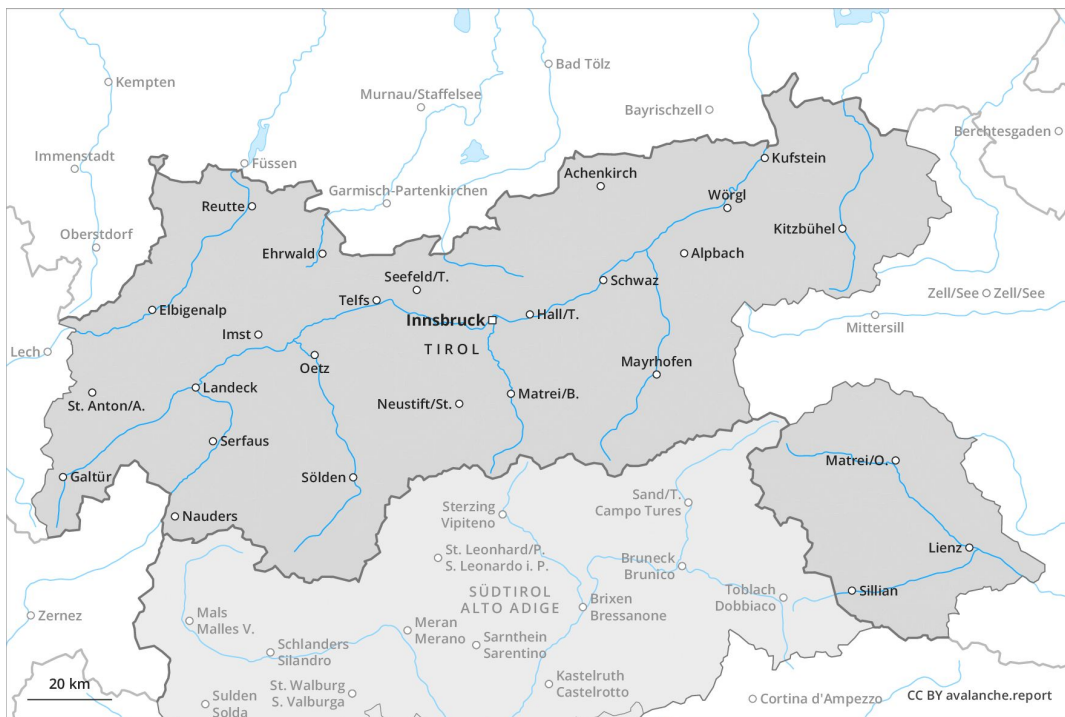 Kempten
Bad Tölz
Murnau/Staffelsee
Bayrischzell
Berchtesgaden
Immenstadt
Füssen
Kufstein
Achenkirch
Garmisch-Partenkirchen
Reutte
Wörgl
Oberstdorf
Kitzbühel
Ehrwald
Alpbach
Seefeld/T.
Schwaz
Zell/See
Zell/See
Telfs
Elbigenalp
Innsbruck
Hall/T.
Mittersill
Imst
TIROL
Lech
Oetz
Mayrhofen
Landeck
St. Anton/A.
Neustift/St.
Matrei/B.
Serfaus
Matrei/O.
Galtür
Sölden
Sand/T.
Campo Tures
Sterzing
Vipiteno
Nauders
Lienz
St. Leonhard/P.
S. Leonardo i. P.
Bruneck
Brunico
SÜDTIROL
ALTO ADIGE
Toblach
Dobbiaco
Sillian
Brixen
Bressanone
Zernez
Mals
Malles V.
Meran
Merano
Sarnthein
Sarentino
Schlanders
Silandro
Kastelruth
Castelrotto
20 km
St. Walburg
S. Valburga
Sulden
Solda
Cortina d'Ampezzo
CC BY avalanche.report